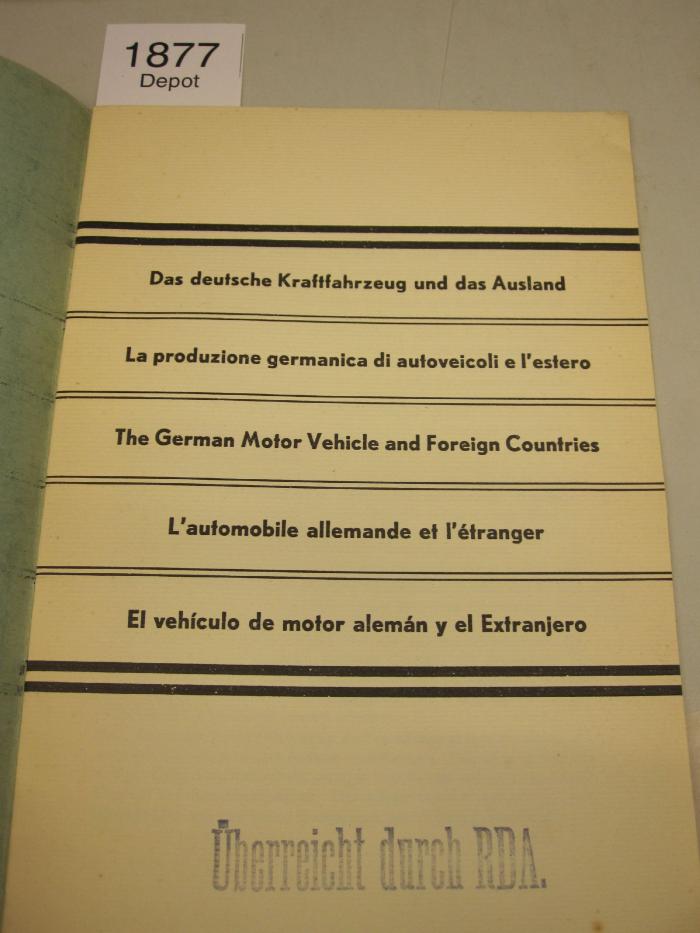 1877
Depot
Das deutsche Kraftfahrzeug und das Ausland
La produzione germanica di autoveicoli e l'estero
The German Motor Vehicle and Foreign Countries
L'automobile allemande et l'étranger
El vehículo de motor alemán y el Extranjero
Überreicht durch RDA.